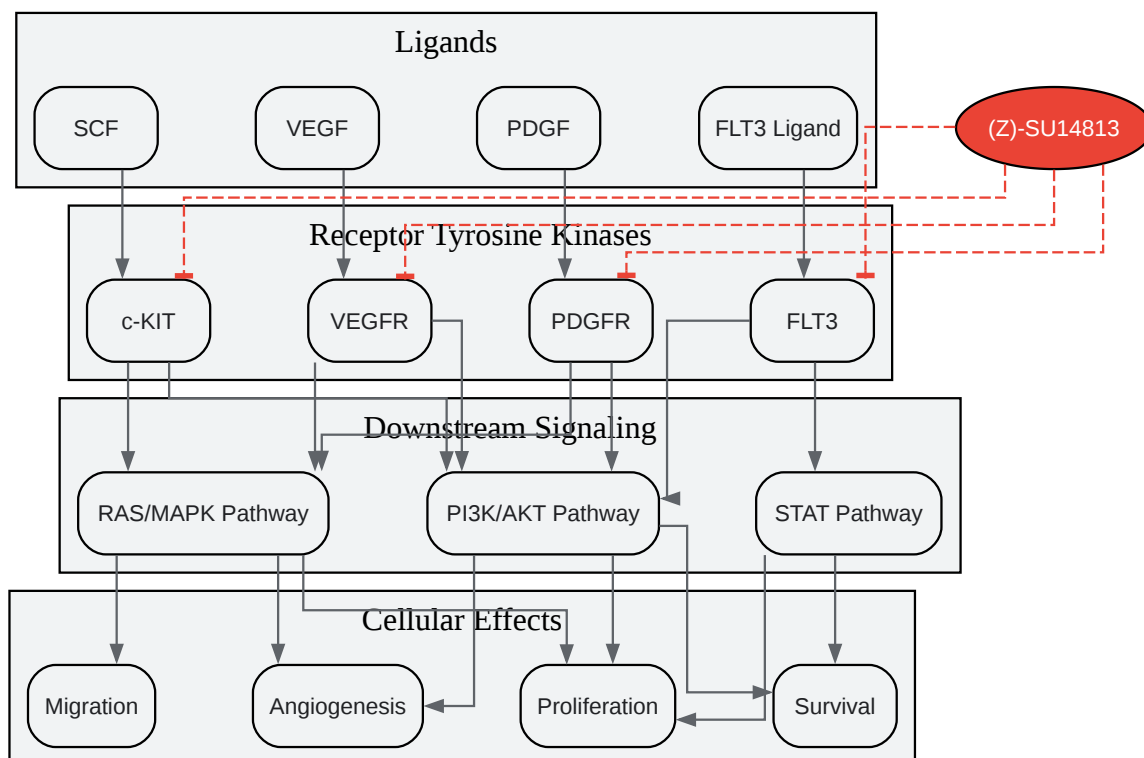 Ligands
SCF
VEGF
PDGF
FLT3 Ligand
(Z)-SU14813
Receptor Tyrosine Kinases
c-KIT
VEGFR
PDGFR
FLT3
Downstream Signaling
RAS/MAPK Pathway
PI3K/AKT Pathway
STAT Pathway
Cellular Effects
Migration
Angiogenesis
Proliferation
Survival